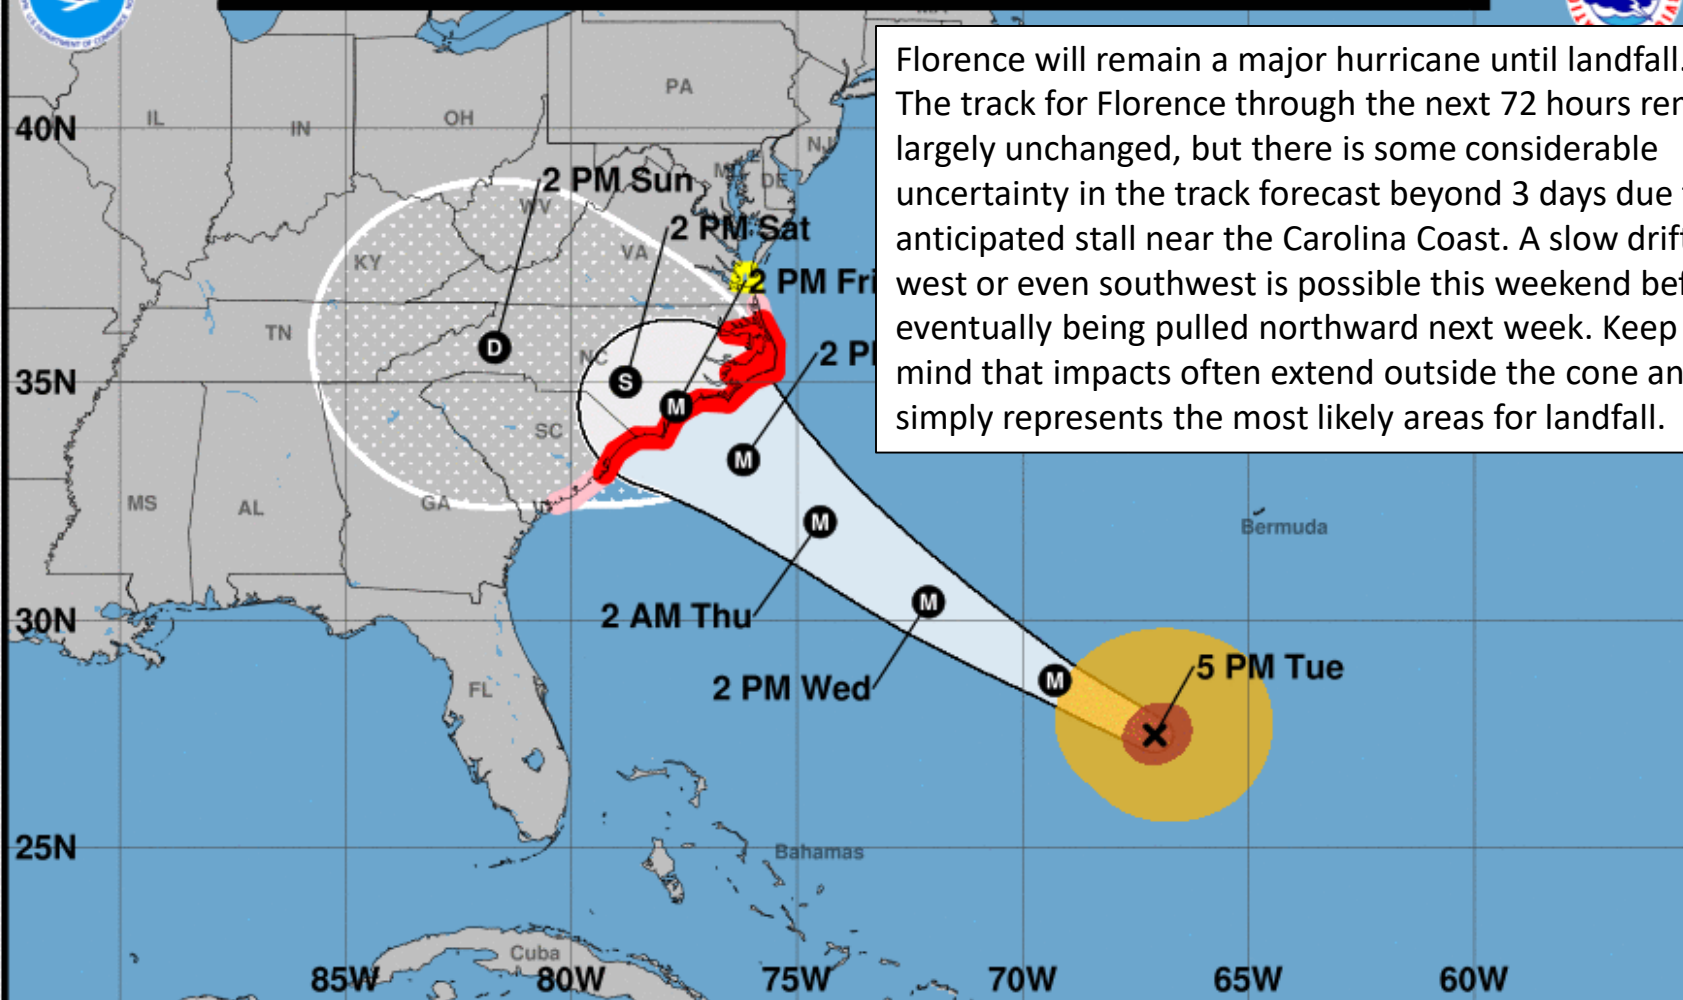 U.S. DEPARTMENT OF COMMERCE
Florence will remain a major hurricane until landfall.
The track for Florence through the next 72 hours
largely unchanged, but there is some considerable
uncertainty in the track forecast beyond 3 days due
anticipated stall near the Carolina Coast. A slow drift
west or even southwest is possible this weekend
eventually being pulled northward next week. Keep
mind that impacts often extend outside the cone
simply represents the most likely areas for landfall.
PA
IL
IN
OH
40N
NJ
DE
2 PM Sun
WV
2 PM Sat
VA
KY
2 PM Fri
TN
NC
2
35N
D
S
M
M
SC
MS
AL
GA
M
Bermuda
2 AM Thu
30N
M
2 PM Wed
M
5 PM Tue
FL
25N
Bahamas
Cuba
85W
80W
75W
70W
65W
60W